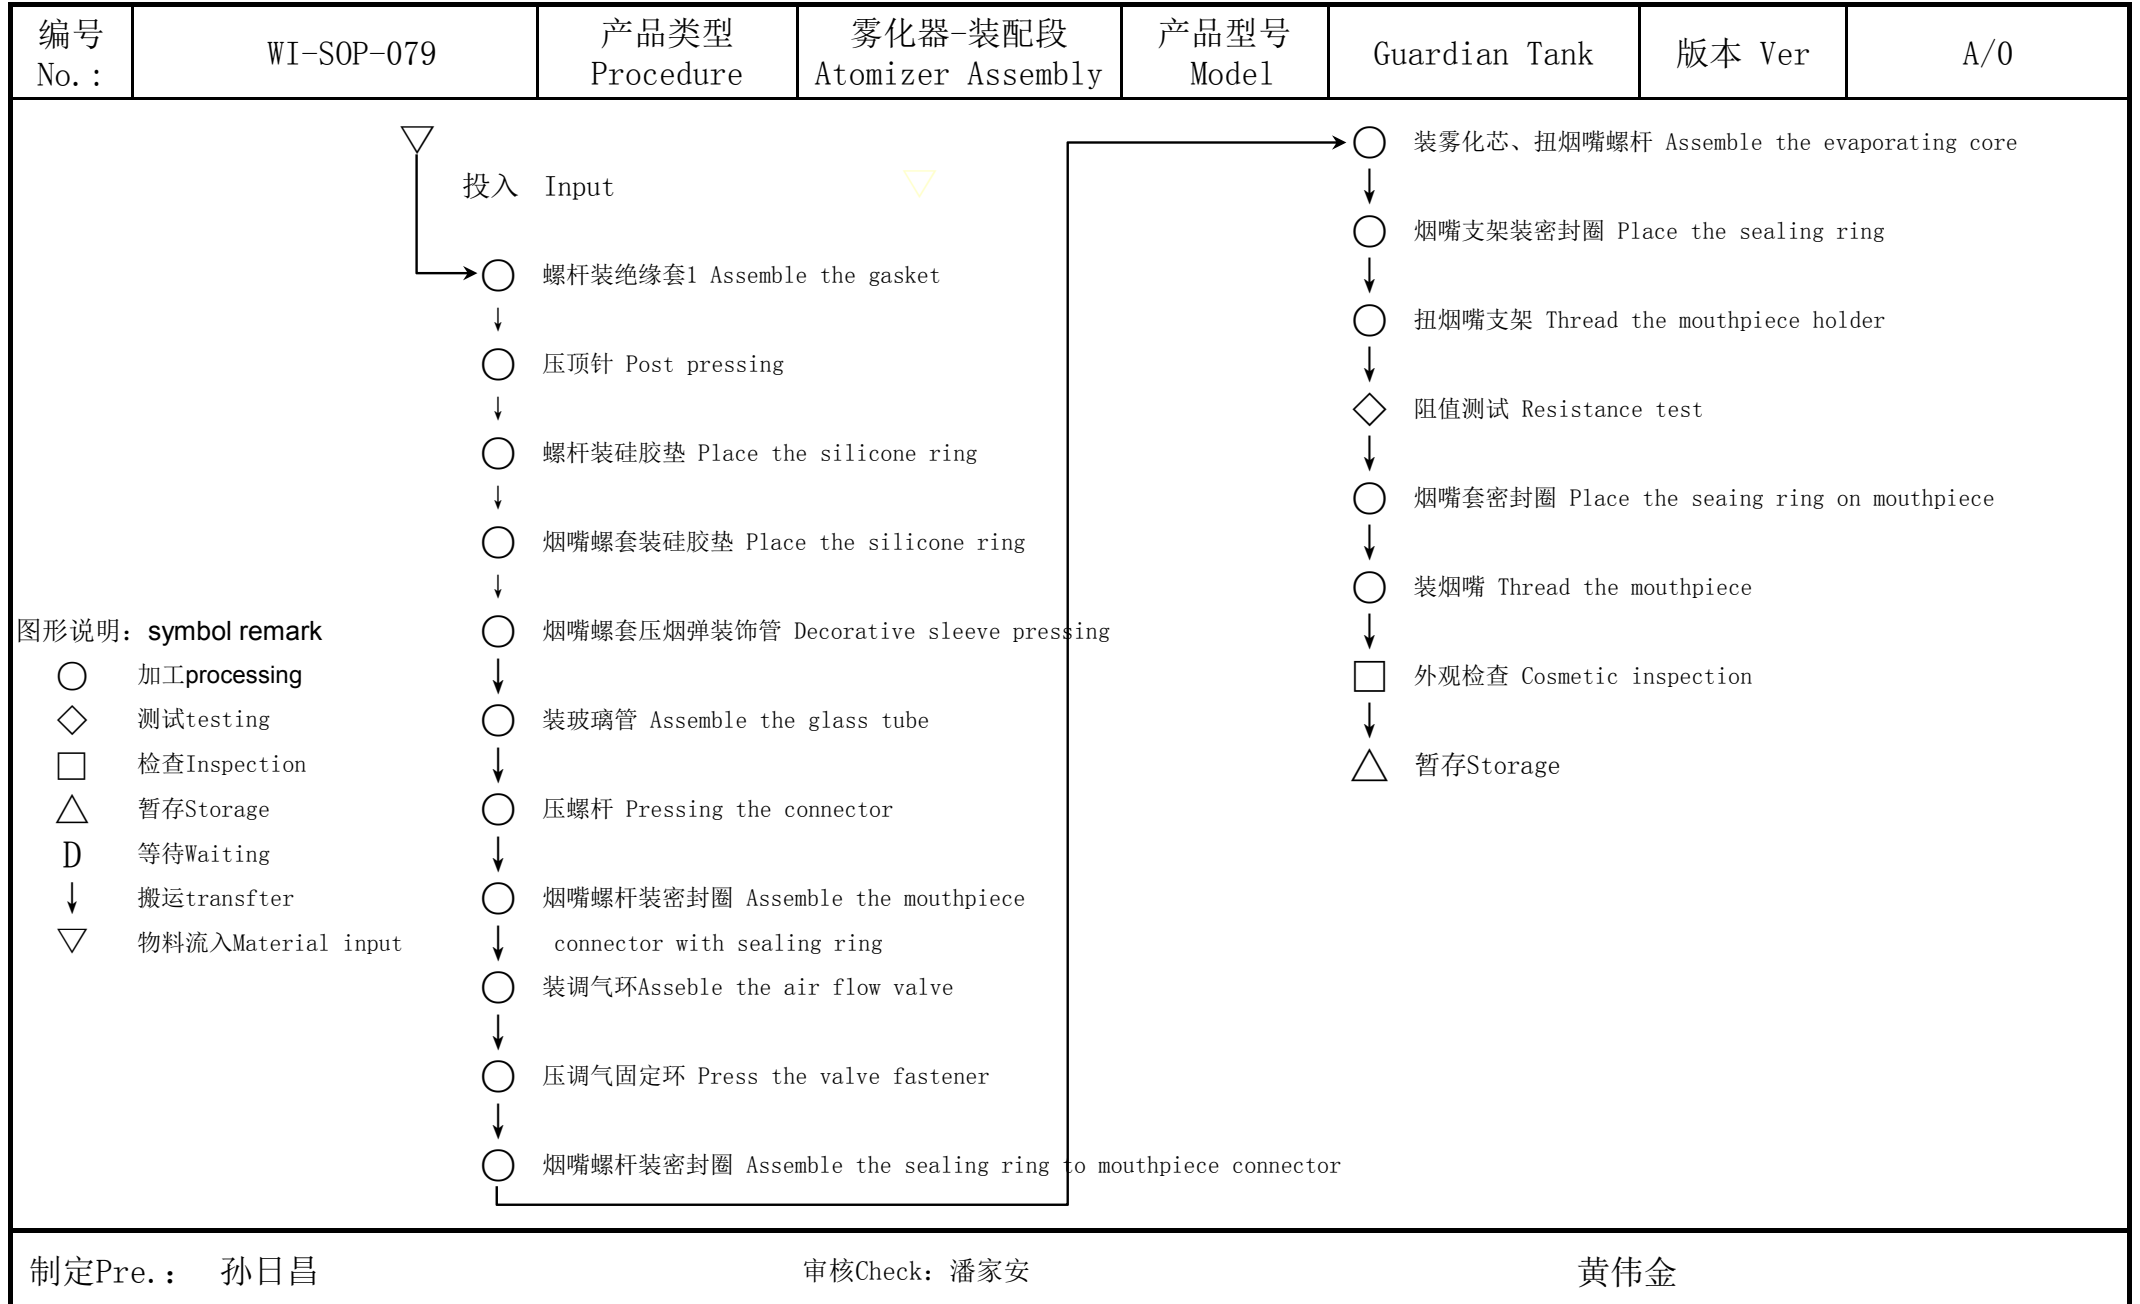 编号
No.:
WI-SOP-079
产品类型
Procedure
雾化器-装配段
Atomizer Assembly
产品型号
Model
Guardian Tank
版本 Ver
A/0
投入 Input
螺杆装绝缘套1 Assemble the gasket
压顶针 Post pressing
螺杆装硅胶垫 Place the silicone ring
烟嘴螺套装硅胶垫 Place the silicone ring
烟嘴螺套压烟弹装饰管 Decorative sleeve pressing
装玻璃管 Assemble the glass tube
压螺杆 Pressing the connector
烟嘴螺杆装密封圈 Assemble the mouthpiece
connector with sealing ring
装调气环Asseble the air flow valve
压调气固定环 Press the valve fastener
烟嘴螺杆装密封圈 Assemble the sealing ring to mouthpiece connector
装雾化芯、扭烟嘴螺杆 Assemble the evaporating core
烟嘴支架装密封圈 Place the sealing ring
扭烟嘴支架 Thread the mouthpiece holder
阻值测试 Resistance test
烟嘴套密封圈 Place the seaing ring on mouthpiece
装烟嘴 Thread the mouthpiece
外观检查 Cosmetic inspection
暂存Storage
图形说明：symbol remark
加工processing
测试testing
检查Inspection
暂存Storage
D 等待Waiting
搬运transfter
物料流入Material input
制定Pre.： 孙日昌
审核Check：潘家安
黄伟金